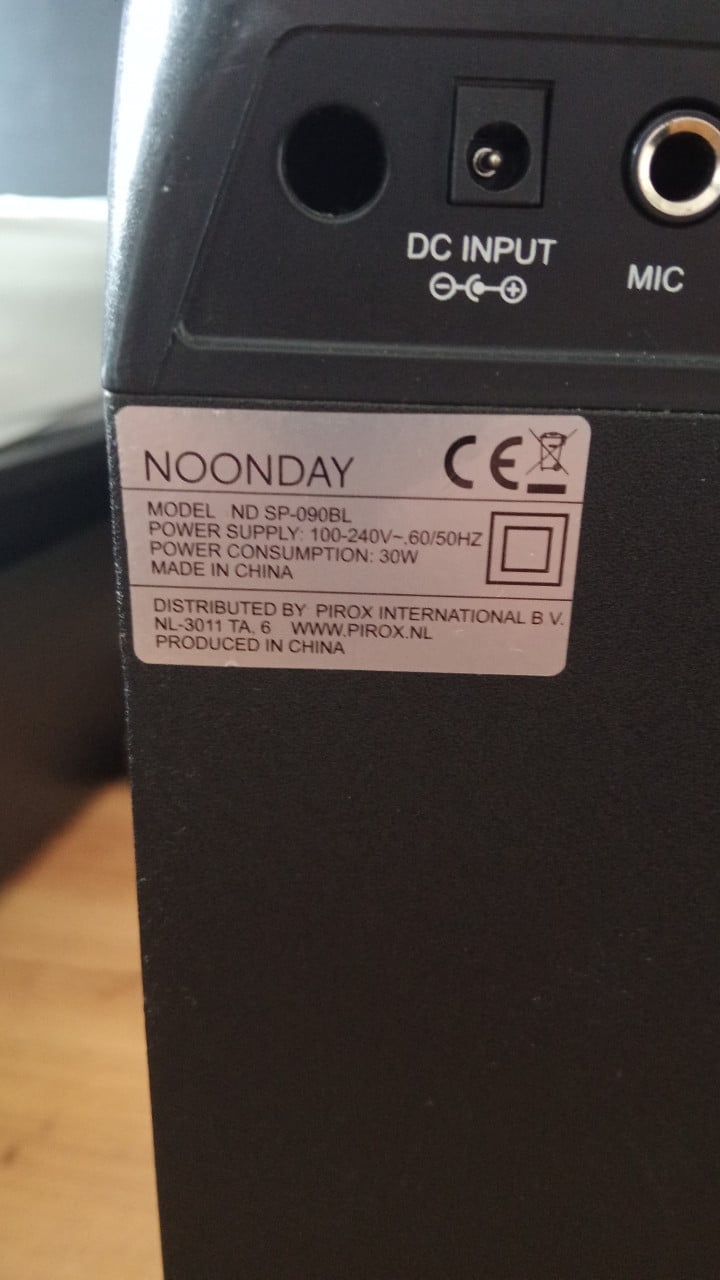 DC INPUT
MIC
NOONDAY
CE
MODEL ND SP-090BL
POWER SUPPLY: 100-240V~.60/50HZ
POWER CONSUMPTION: 30W
MADE IN CHINA
DISTRIBUTED BY PIROX INTERNATIONAL B V.
NL-3011 TA, 6 WWW.PIROX.NL
PRODUCED IN CHINA